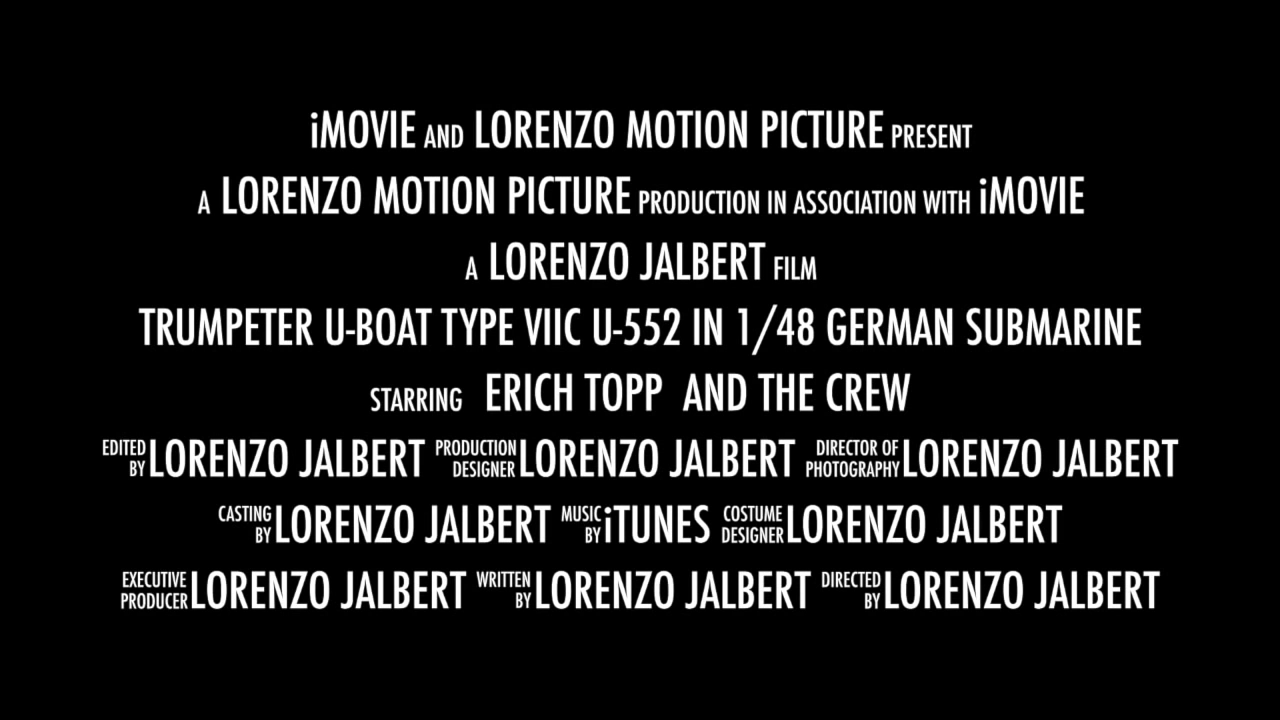 iMOVIE AND LORENZO MOTION PICTURE PRESENT
A LORENZO MOTION PICTURE PRODUCTION IN ASSOCIATION WITH iMOVIE
A LORENZO JALBERT FILM
TRUMPETER U-BOAT TYPE VIIC U-552 IN 1/48 GERMAN SUBMARINE
STARRING ERICH TOPP AND THE CREW
EDITED BY LORENZO JALBERT PRODUCTION DESIGNER LORENZO JALBERT DIRECTOR OF PHOTOGRAPHY LORENZO JALBERT
CASTING BY LORENZO JALBERT MUSIC BY iTUNES COSTUME DESIGNER LORENZO JALBERT
EXECUTIVE PRODUCER LORENZO JALBERT WRITTEN BY LORENZO JALBERT DIRECTED BY LORENZO JALBERT